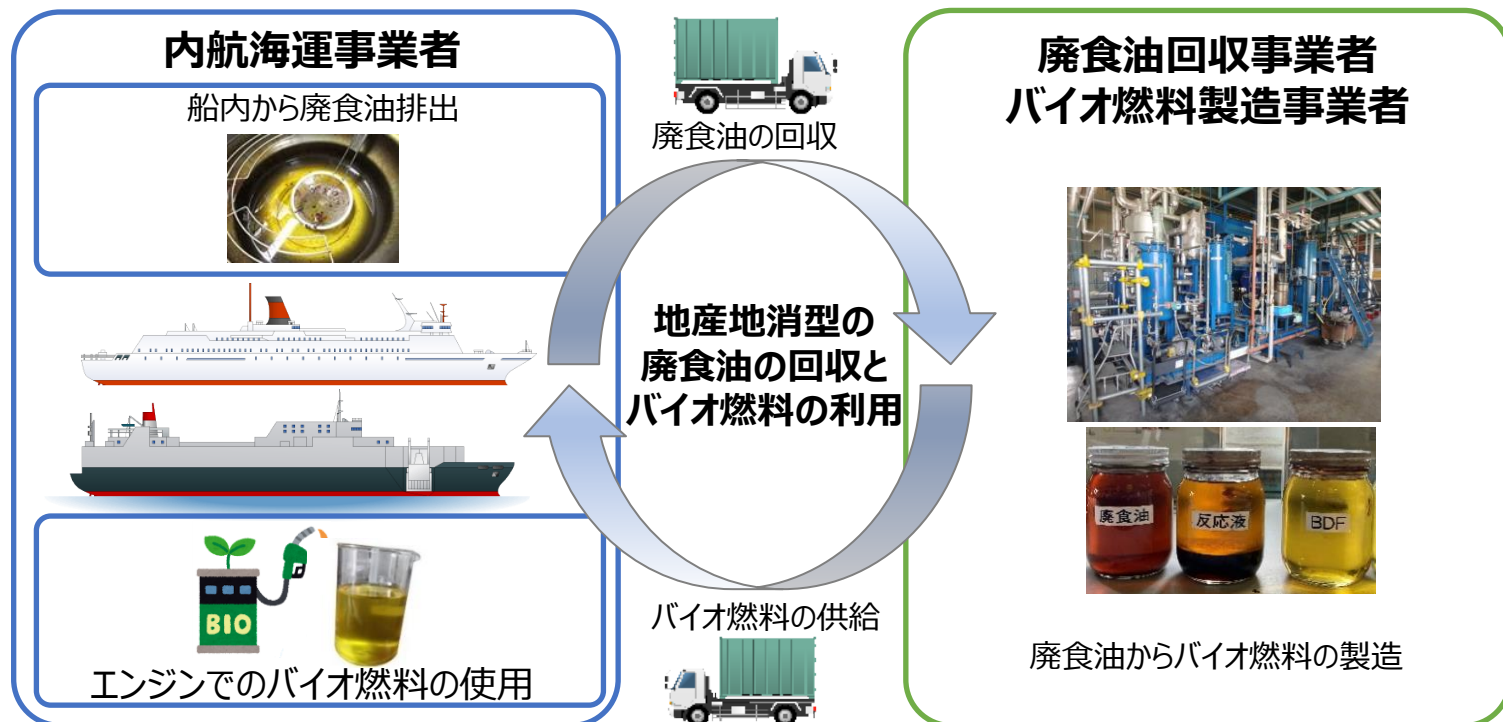 内航海運事業者
船内から廃食油排出
エンジンでのバイオ燃料の使用
BIO
廃食油の回収
地産地消型の
廃食油の回収と
バイオ燃料の利用
バイオ燃料の供給
廃食油回収事業者
バイオ燃料製造事業者
廃食油
反応液
BDF
廃食油からバイオ燃料の製造